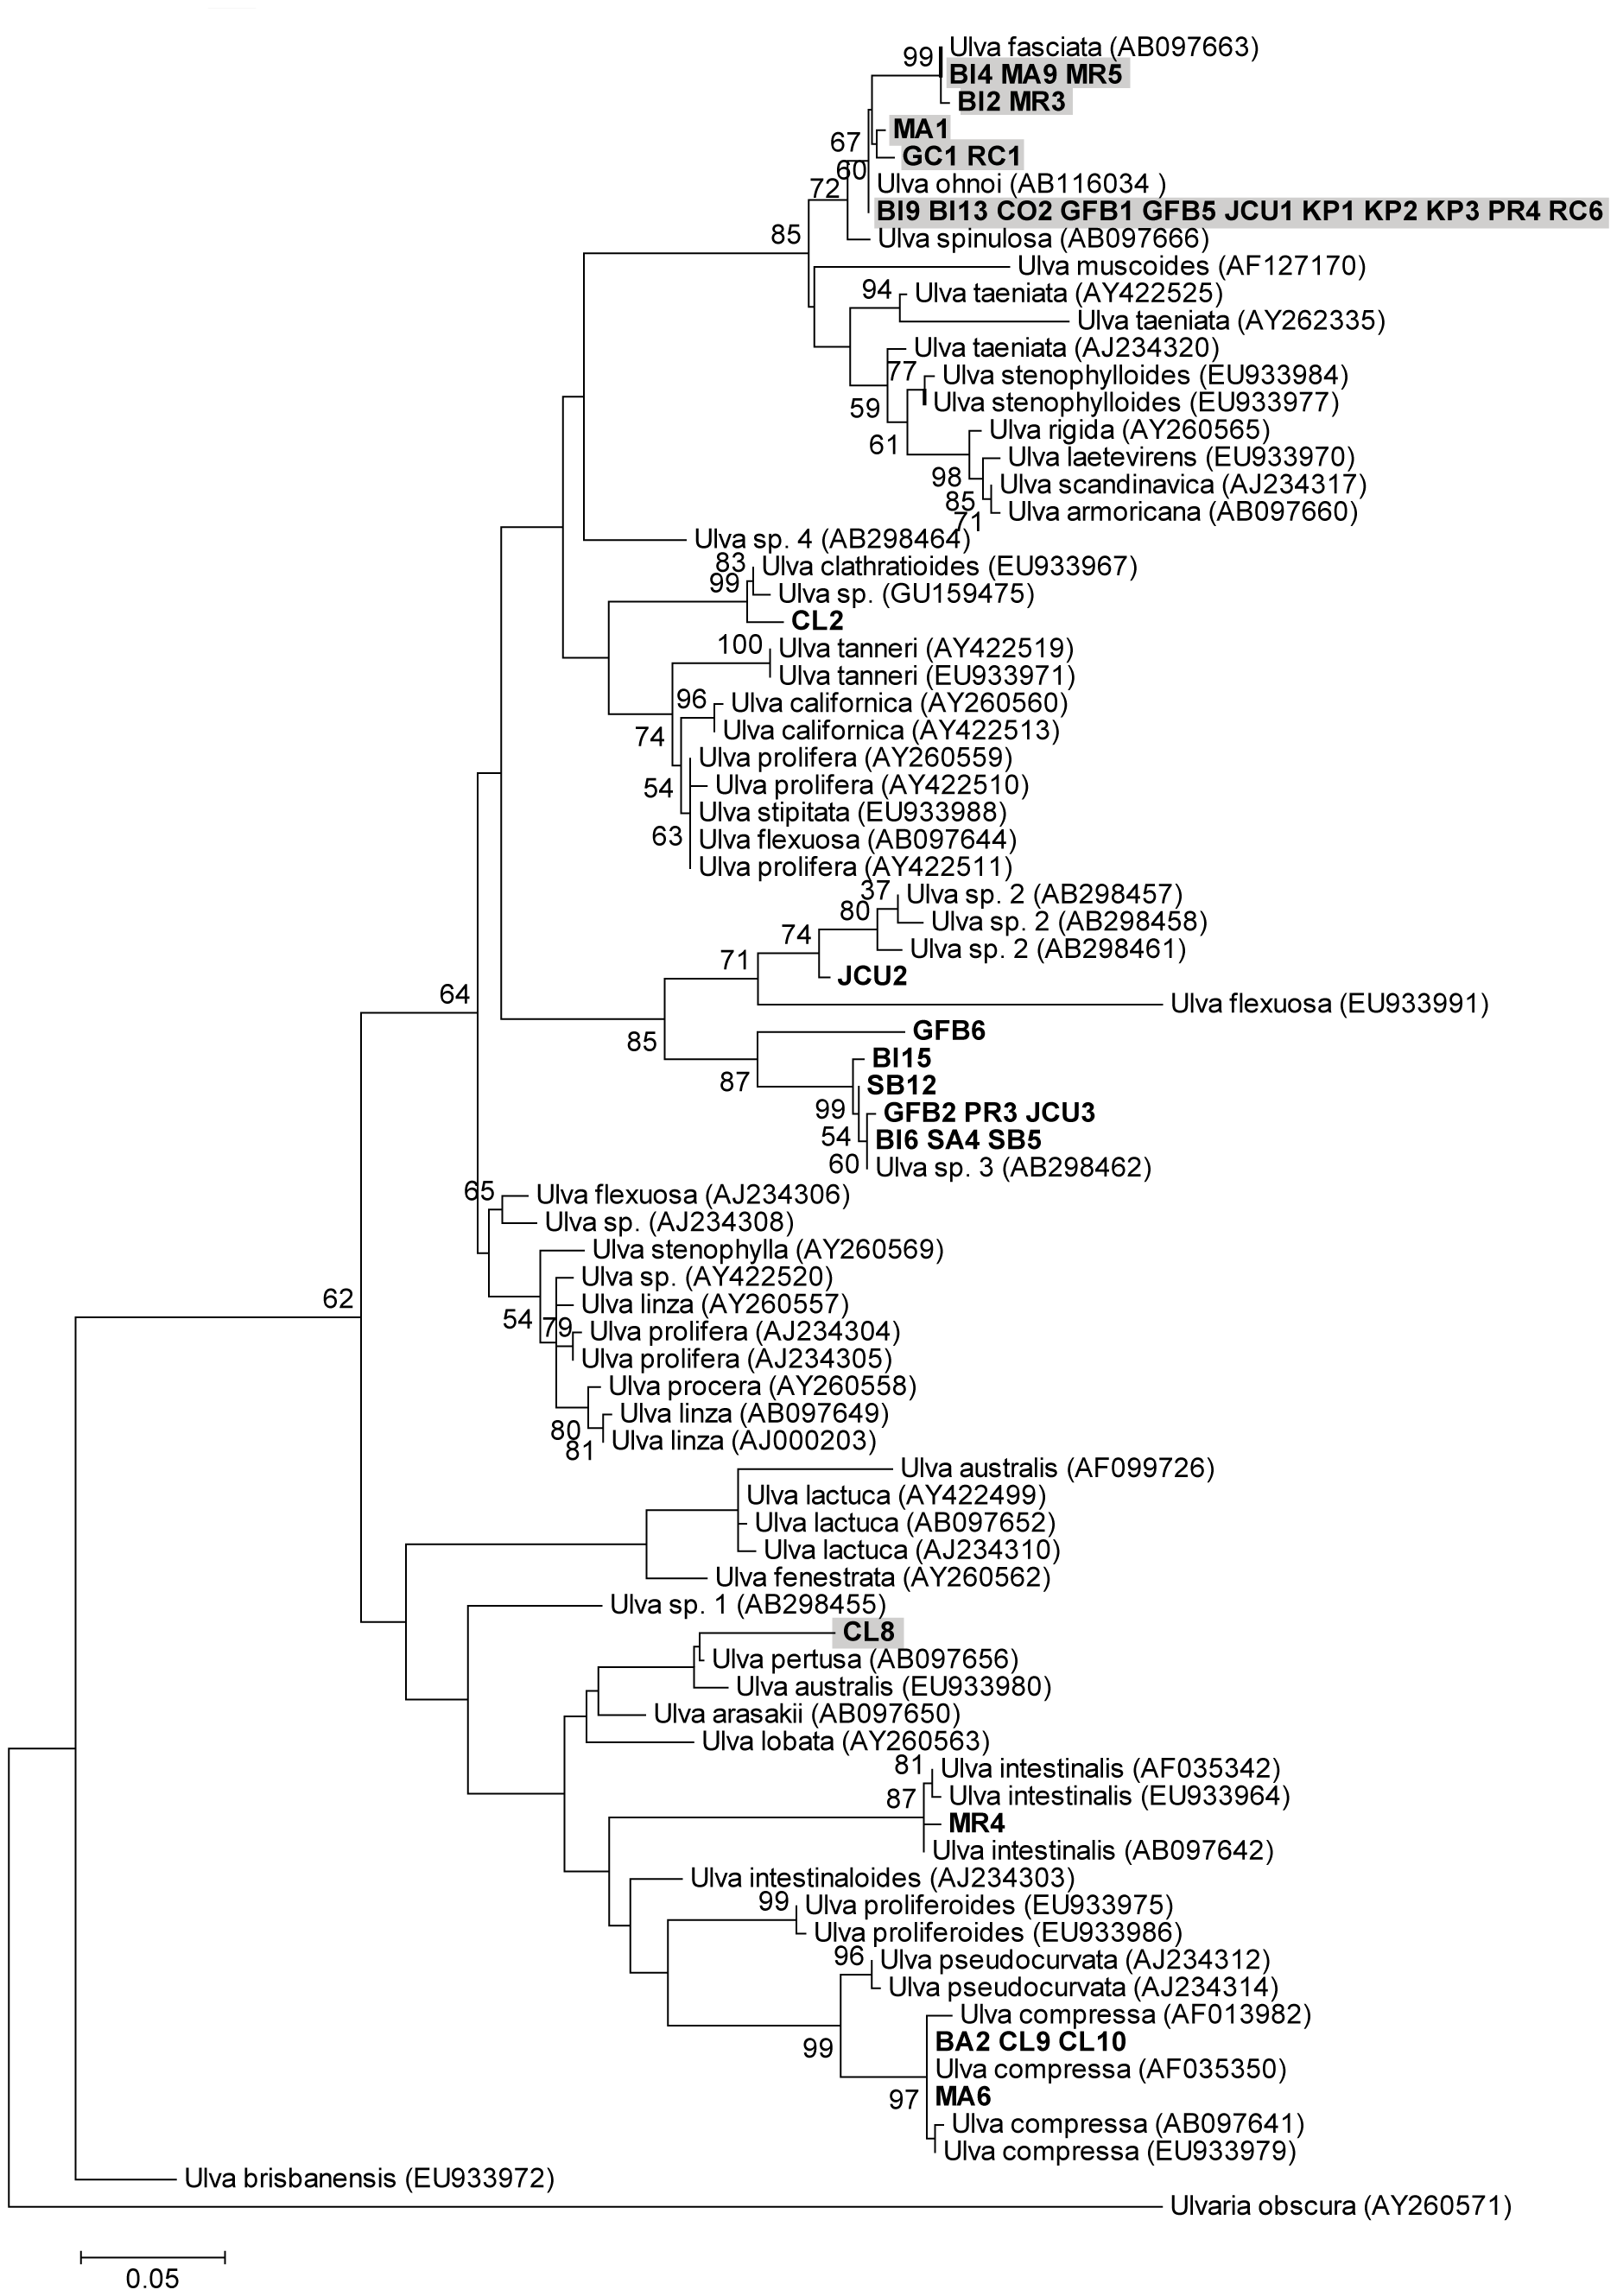 Ulva fasciata (AB097663)
99
BI4 MA9 MR5
BI2 MR3
MA1
67
GC1 RC1
60
Ulva ohnoi (AB116034 )
72
BI9 BI13 CO2 GFB1 GFB5 JCU1 KP1 KP2 KP3 PR4 RC6
85
Ulva spinulosa (AB097666)
Ulva muscoides (AF127170)
94
Ulva taeniata (AY422525)
Ulva taeniata (AY262335)
Ulva taeniata (AJ234320)
77
Ulva stenophylloides (EU933984)
59
Ulva stenophylloides (EU933977)
Ulva rigida (AY260565)
61
Ulva laetevirens (EU933970)
98
Ulva scandinavica (AJ234317)
85
Ulva armoricana (AB097660)
71
Ulva sp. 4 (AB298464)
83
Ulva clathratioides (EU933967)
99
Ulva sp. (GU159475)
CL2
100
Ulva tanneri (AY422519)
Ulva tanneri (EU933971)
96
Ulva californica (AY260560)
74
Ulva californica (AY422513)
Ulva prolifera (AY260559)
54
Ulva prolifera (AY422510)
Ulva stipitata (EU933988)
63
Ulva flexuosa (AB097644)
Ulva prolifera (AY422511)
37
Ulva sp. 2 (AB298457)
80
Ulva sp. 2 (AB298458)
74
Ulva sp. 2 (AB298461)
71
JCU2
64
Ulva flexuosa (EU933991)
GFB6
85
BI15
87
SB12
99
GFB2 PR3 JCU3
54
BI6 SA4 SB5
60
Ulva sp. 3 (AB298462)
65
Ulva flexuosa (AJ234306)
Ulva sp. (AJ234308)
Ulva stenophylla (AY260569)
Ulva sp. (AY422520)
62
Ulva linza (AY260557)
54
79
Ulva prolifera (AJ234304)
Ulva prolifera (AJ234305)
Ulva procera (AY260558)
Ulva linza (AB097649)
80
Ulva linza (AJ000203)
81
Ulva australis (AF099726)
Ulva lactuca (AY422499)
Ulva lactuca (AB097652)
Ulva lactuca (AJ234310)
Ulva fenestrata (AY260562)
Ulva sp. 1 (AB298455)
CL8
Ulva pertusa (AB097656)
Ulva australis (EU933980)
Ulva arasakii (AB097650)
Ulva lobata (AY260563)
81
Ulva intestinalis (AF035342)
87
Ulva intestinalis (EU933964)
MR4
Ulva intestinalis (AB097642)
Ulva intestinaloides (AJ234303)
99
Ulva proliferoides (EU933975)
Ulva proliferoides (EU933986)
96
Ulva pseudocurvata (AJ234312)
Ulva pseudocurvata (AJ234314)
Ulva compressa (AF013982)
99
BA2 CL9 CL10
Ulva compressa (AF035350)
97
MA6
Ulva compressa (AB097641)
Ulva compressa (EU933979)
Ulva brisbanensis (EU933972)
Ulvaria obscura (AY260571)
0.05